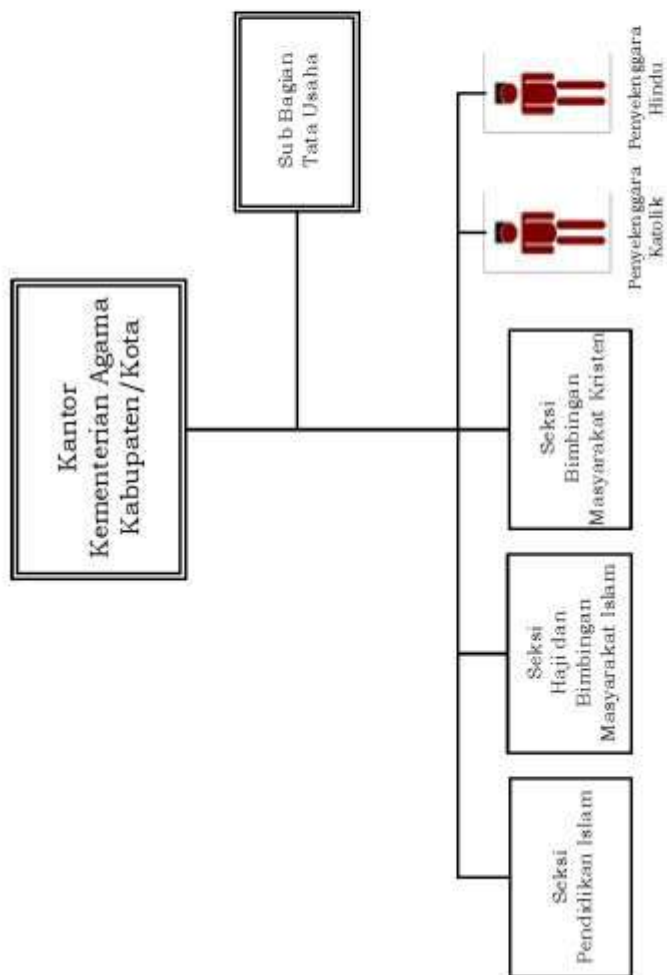 Kantor
Kementerian Agama
Kabupaten/Kota
Sub Bagian
Tata Usaha
Seksi
Pendidikan Islam
Seksi
Haji dan
Bimbingan
Masyarakat Islam
Seksi
Bimbingan
Masyarakat Kristen
Penyelenggara
Katolik
Penyelenggara
Hindu